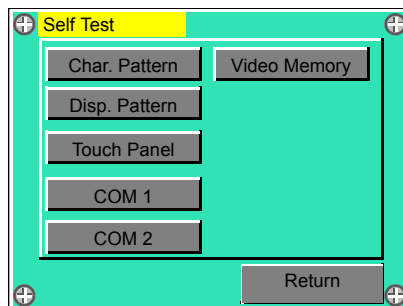 Self Test
Char. Pattern
Video Memory
Disp. Pattern
Touch Panel
COM 1
COM 2
Return